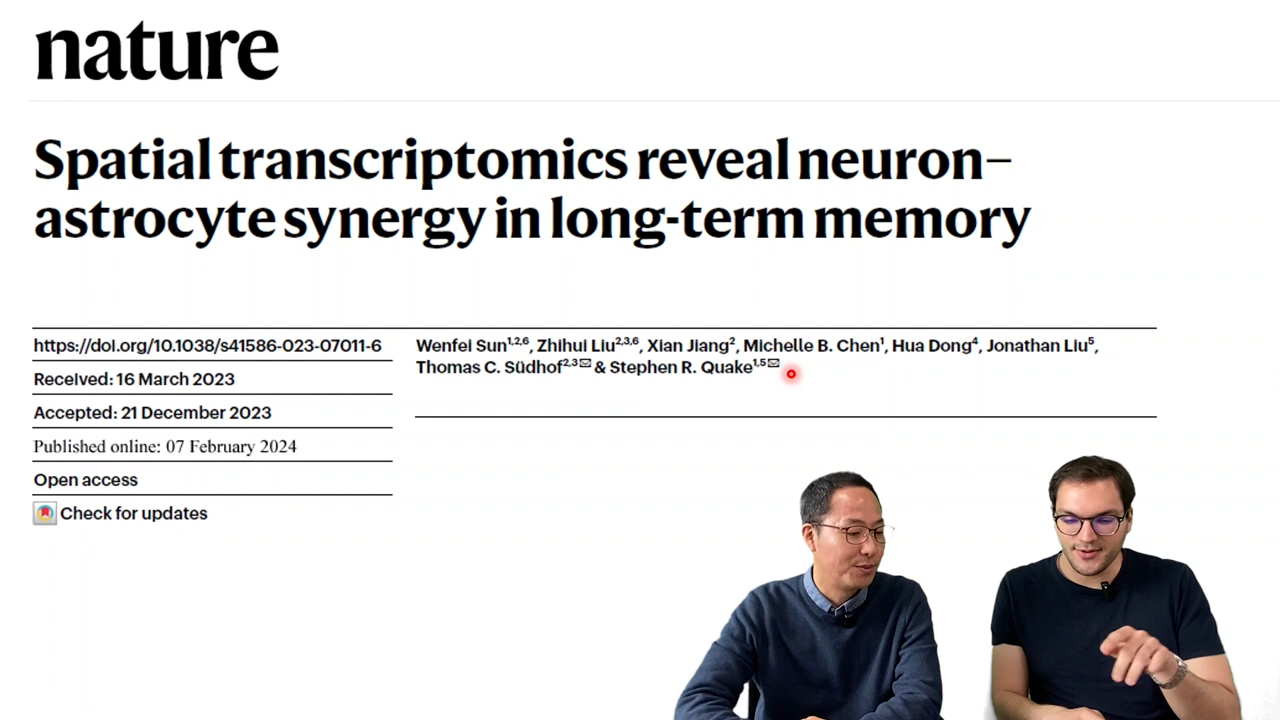 nature
Spatial transcriptomics reveal neuron–
astrocyte synergy in long-term memory
https://doi.org/10.1038/s41586-023-07011-6
Received: 16 March 2023
Accepted: 21 December 2023
Published online: 07 February 2024
Open access
Check for updates
Wenfei Sun1,2,6, Zhihui Liu2,3,6, Xian Jiang2, Michelle B. Chen1, Hua Dong4, Jonathan Liu5,
Thomas C. Südhof2,3✉ & Stephen R. Quake1,5✉